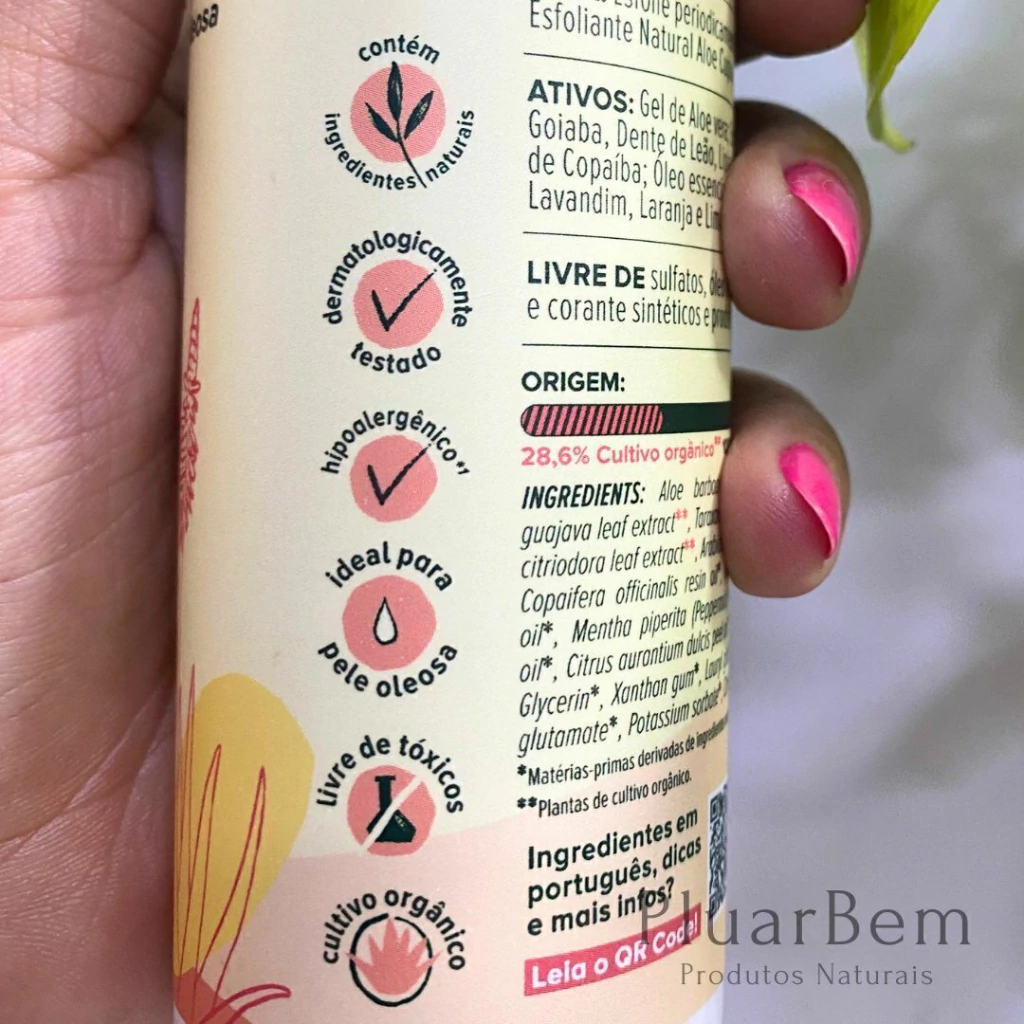 contém
ingredientes naturais
dermatologicamente
testado
hipoalergênico*¹
ideal para
pele oleosa
livre de tóxicos
cultivo orgânico
Esfolie
Esfoliante Natural Aloe
ATIVOS: Gel de Aloe vera;
Goiaba, Dente de Leão,
de Copaíba; Óleo
Lavandim, Laranja e
LIVRE DE sulfatos,
e corante sintéticos e
ORIGEM:
28,6% Cultivo orgânico**
INGREDIENTS: Aloe
guajava leaf extract**,
citriodora leaf extract**,
Copaifera officinalis resin oil*,
oil*, Mentha piperita
oil*, Citrus aurantium dulcis peel
Glycerin*, Xanthan gum*,
glutamate*, Potassium sorbate*,
*Matérias-primas derivadas de
**Plantas de cultivo orgânico.
Ingredientes em
português, dicas
e mais infos?
Leia o QR Code!
PluarBem
Produtos Naturais